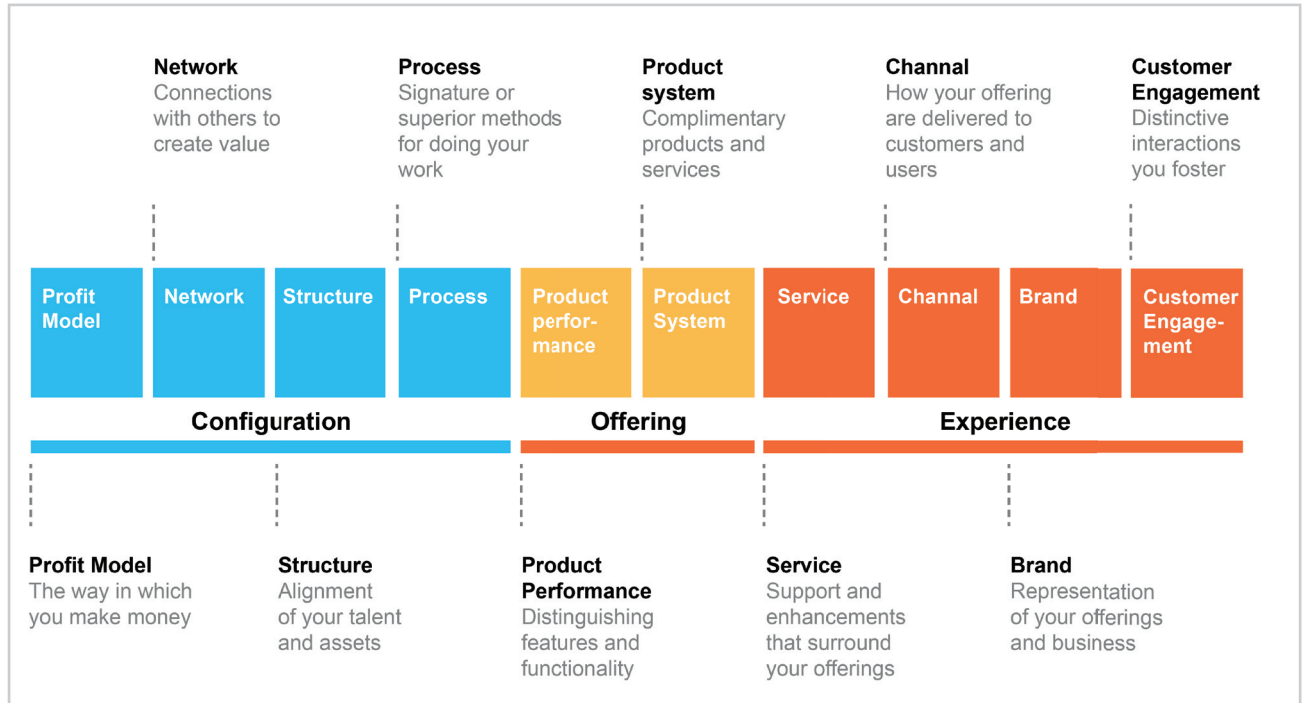 Network
Connections
with others to
create value
Process
Signature or
superior methods
for doing your
work
Product
system
Complimentary
products and
services
Channal
How your offering
are delivered to
customers and
users
Customer
Engagement
Distinctive
interactions
you foster
Profit
Model
Network
Structure
Process
Product
perfor-
mance
Product
System
Service
Channel
Brand
Customer
Engage-
ment
Configuration
Offering
Experience
Profit Model
The way in which
you make money
Structure
Alignment
of your talent
and assets
Product
Performance
Distinguishing
features and
functionality
Service
Support and
enhancements
that surround
your offerings
Brand
Representation
of your offerings
and business